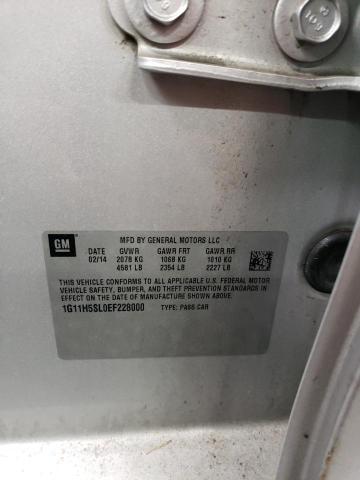 GM
MFD BY GENERAL MOTORS LLC
DATE GVWR GAWR FRT GAWR RR
02/14 2078 KG 1068 KG 1010 KG
4581 LB 2354 LB 2227 LB
THIS VEHICLE CONFORMS TO ALL APPLICABLE U.S. FEDERAL MOTOR
VEHICLE SAFETY, BUMPER, AND THEFT PREVENTION STANDARDS
IN EFFECT ON THE DATE OF MANUFACTURE SHOWN ABOVE.
1G11H5SL0EF228000 TYPE: PASS CAR